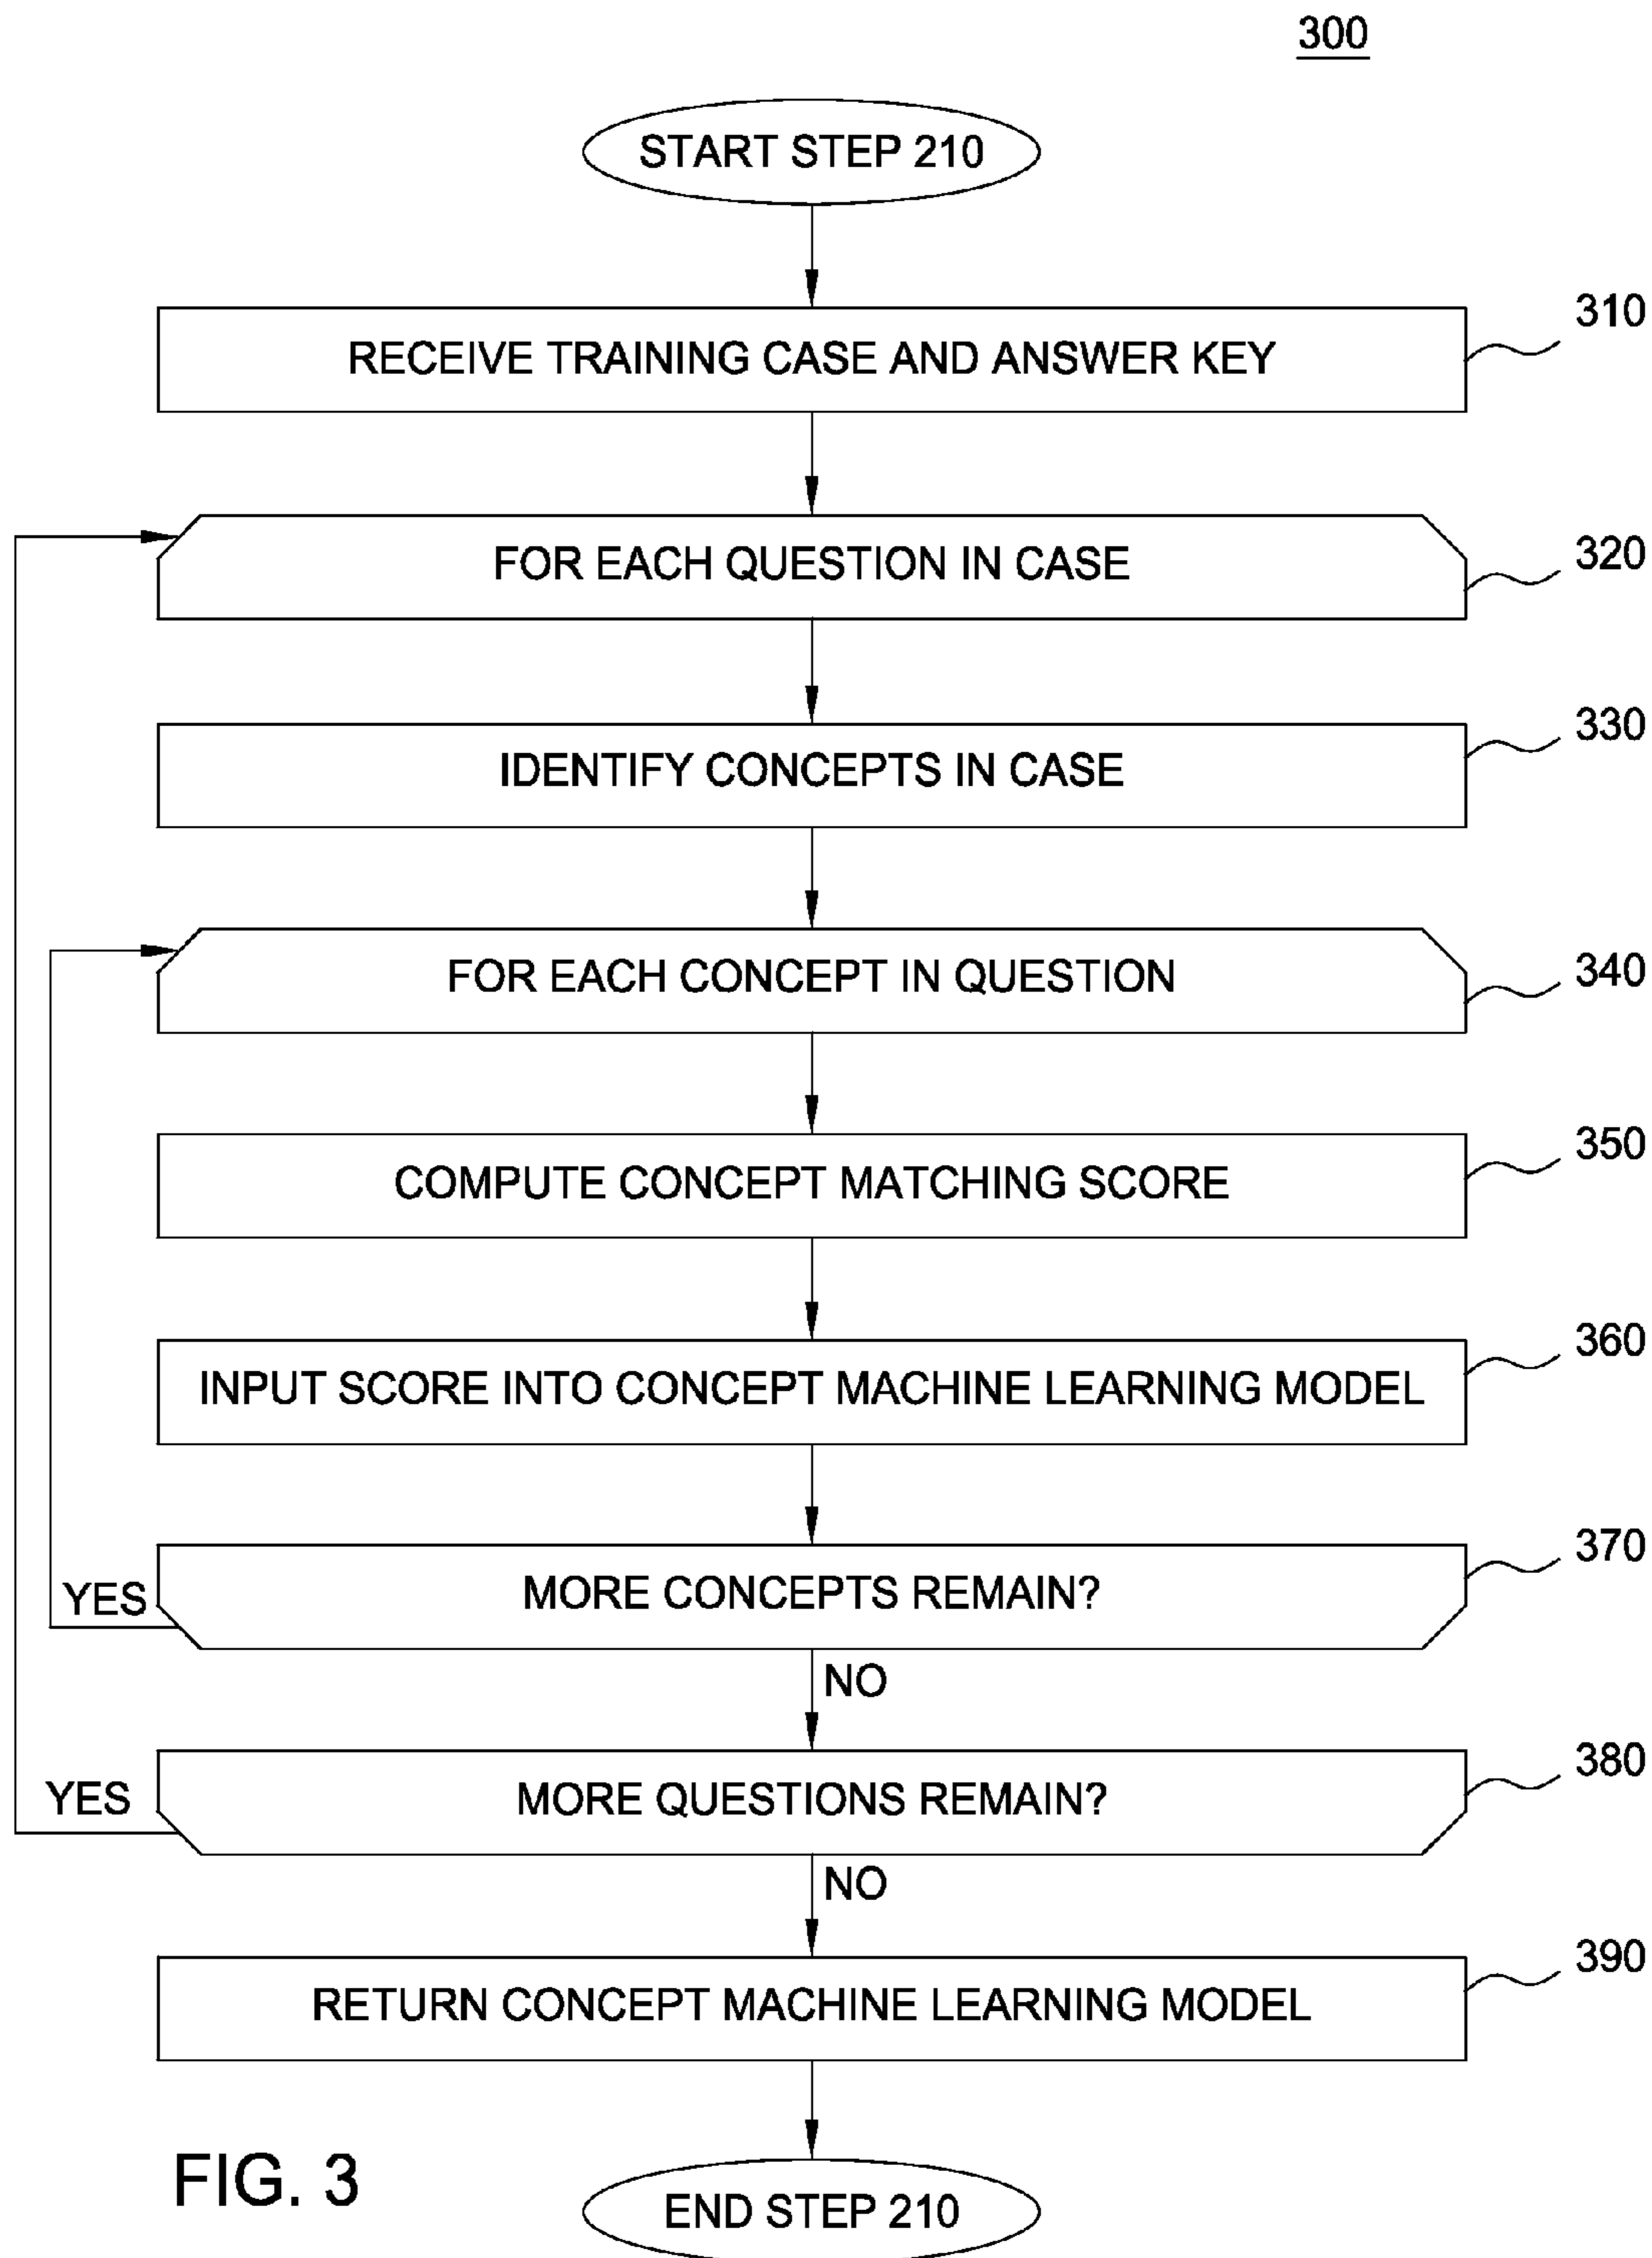 300
START STEP 210
RECEIVE TRAINING CASE AND ANSWER KEY
310
FOR EACH QUESTION IN CASE
320
IDENTIFY CONCEPTS IN CASE
330
FOR EACH CONCEPT IN QUESTION
340
COMPUTE CONCEPT MATCHING SCORE
350
INPUT SCORE INTO CONCEPT MACHINE LEARNING MODEL
360
MORE CONCEPTS REMAIN?
370
YES
NO
MORE QUESTIONS REMAIN?
380
YES
NO
RETURN CONCEPT MACHINE LEARNING MODEL
390
END STEP 210
FIG. 3